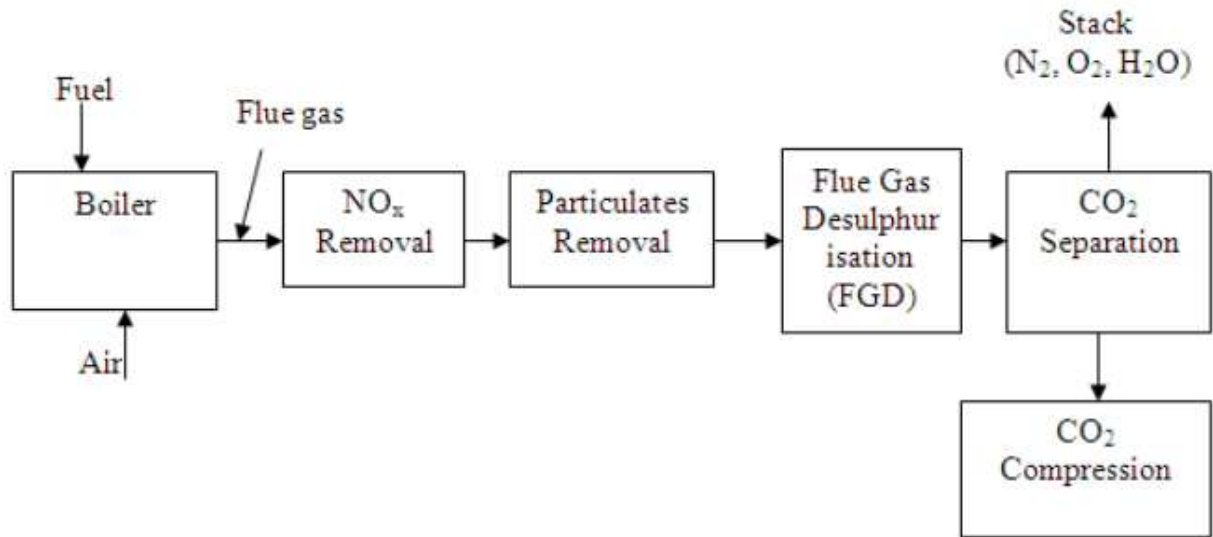 Stack
(N₂, O₂, H₂O)
Fuel
Flue gas
Boiler
NOₓ
Removal
Particulates
Removal
Flue Gas
Desulphur
isation
(FGD)
CO₂
Separation
Air
CO₂
Compression